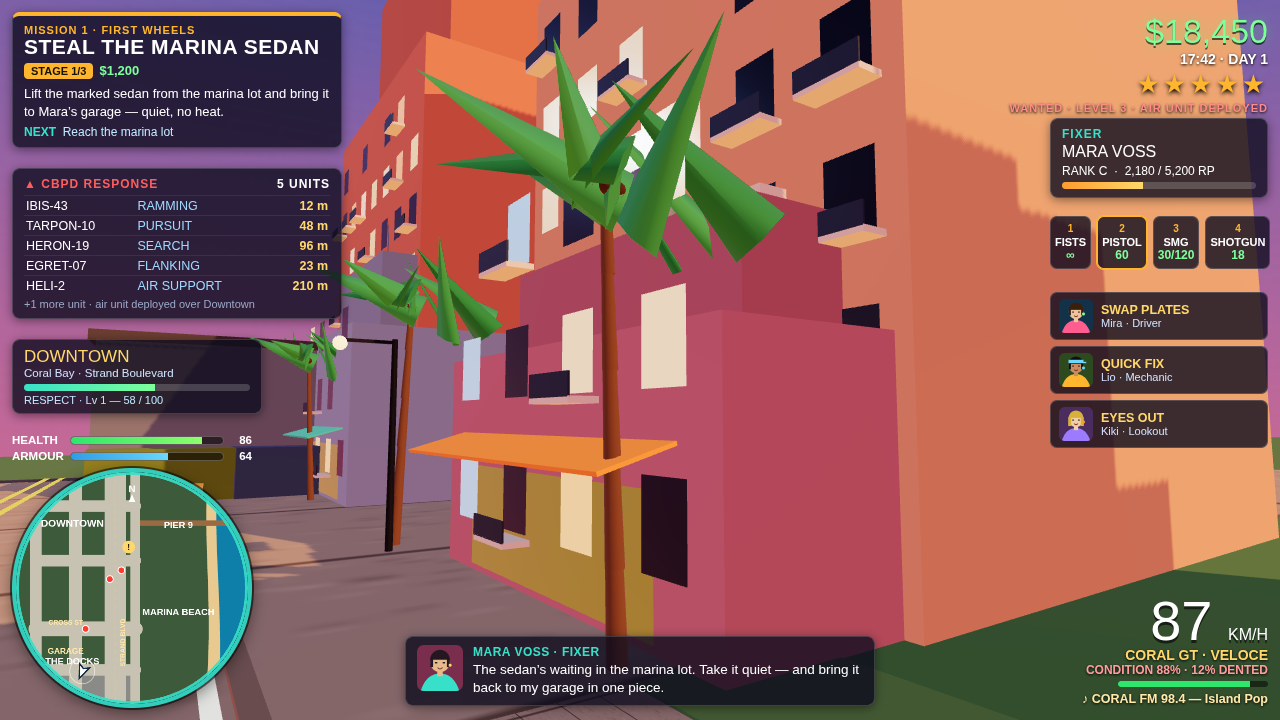 MISSION 1 · FIRST WHEELS
STEAL THE MARINA SEDAN
STAGE 1/3 $1,200
Lift the marked sedan from the marina lot and bring it
to Mara's garage — quiet, no heat.
NEXT Reach the marina lot
▲ CBPD RESPONSE 5 UNITS
IBIS-43 RAMMING 12 m
TARPON-10 PURSUIT 48 m
HERON-19 SEARCH 96 m
EGRET-07 FLANKING 23 m
HELI-2 AIR SUPPORT 210 m
+1 more unit · air unit deployed over Downtown
DOWNTOWN
Coral Bay · Strand Boulevard
RESPECT · Lv 1 — 58 / 100
HEALTH 86
ARMOUR 64
N
DOWNTOWN
PIER 9
!
MARINA BEACH
CROSS ST
STRAND BLVD
GARAGE
THE DOCKS
$18,450
17:42 · DAY 1
★★★★★
WANTED · LEVEL 3 · AIR UNIT DEPLOYED
FIXER
MARA VOSS
RANK C · 2,180 / 5,200 RP
1 FISTS ∞
2 PISTOL 60
3 SMG 30/120
4 SHOTGUN 18
SWAP PLATES
Mira · Driver
QUICK FIX
Lio · Mechanic
EYES OUT
Kiki · Lookout
MARA VOSS · FIXER
The sedan's waiting in the marina lot. Take it quiet — and bring it
back to my garage in one piece.
87 KM/H
CORAL GT · VELOCE
CONDITION 88% · 12% DENTED
♪ CORAL FM 98.4 — Island Pop